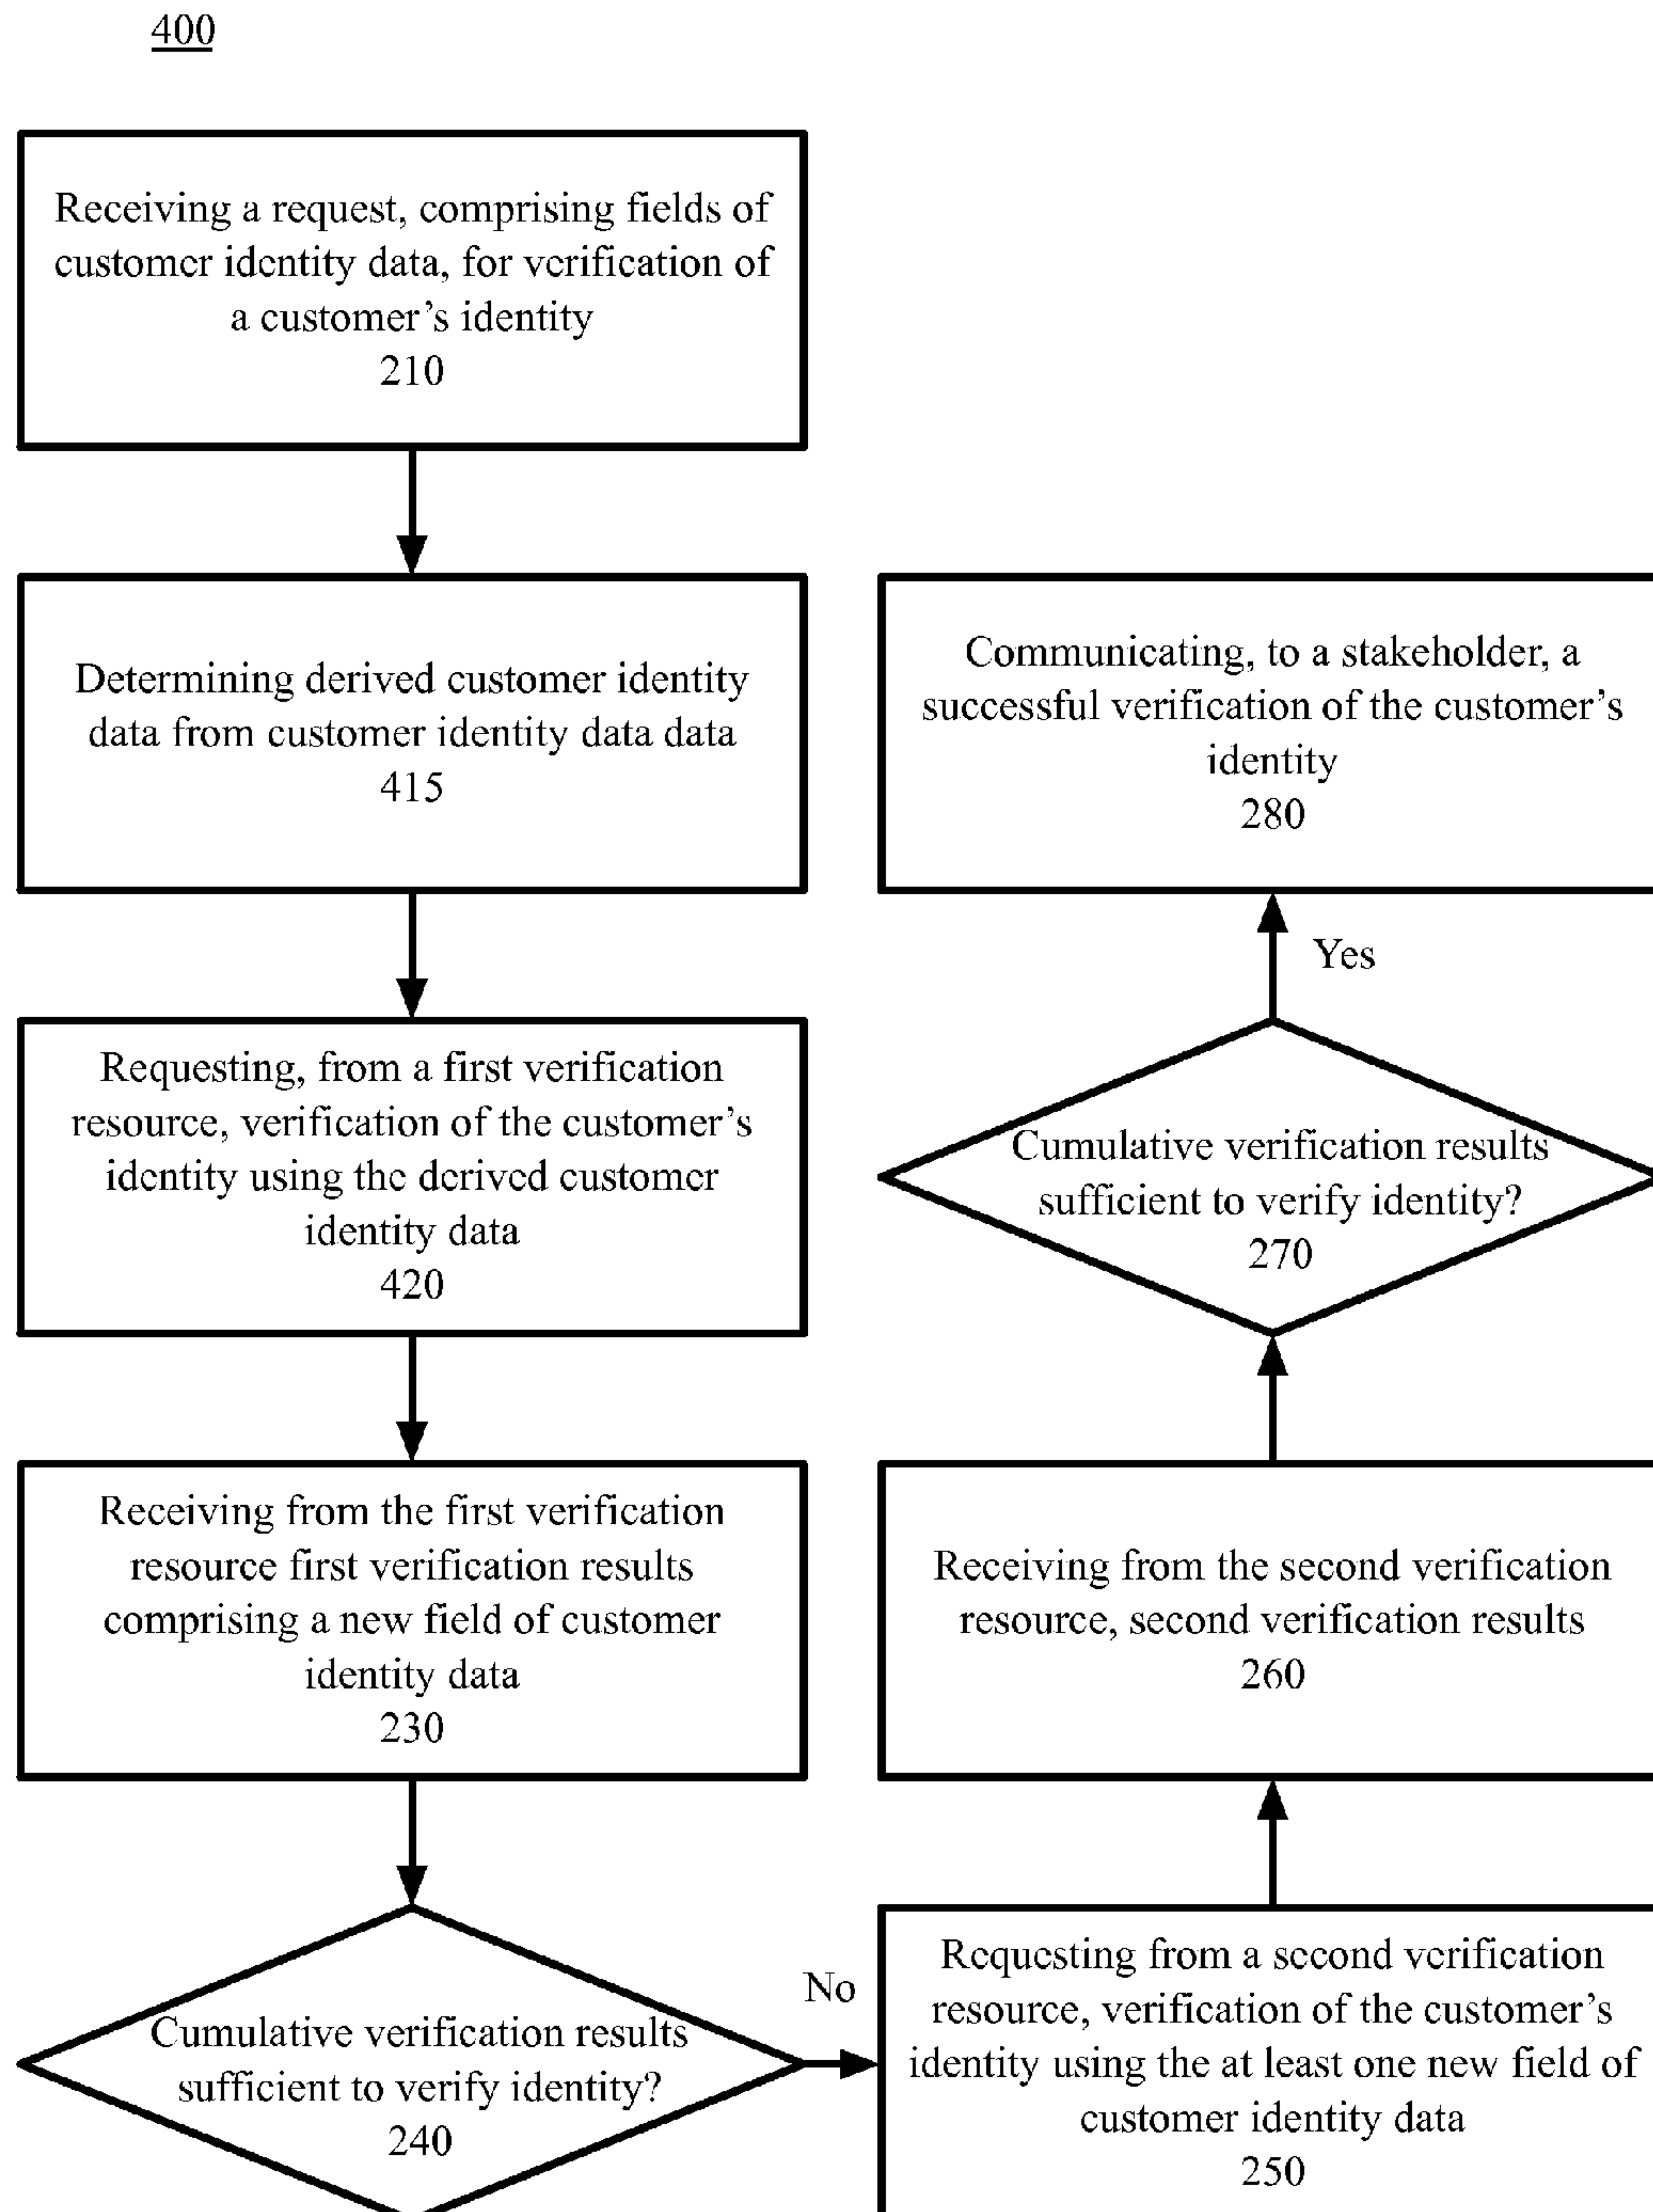 400
Receiving a request, comprising fields of
customer identity data, for verification of
a customer's identity
210
Determining derived customer identity
data from customer identity data data
415
Requesting, from a first verification
resource, verification of the customer's
identity using the derived customer
identity data
420
Receiving from the first verification
resource first verification results
comprising a new field of customer
identity data
230
Cumulative verification results
sufficient to verify identity?
240
No
Requesting from a second verification
resource, verification of the customer's
identity using the at least one new field of
customer identity data
250
Receiving from the second verification
resource, second verification results
260
Cumulative verification results
sufficient to verify identity?
270
Yes
Communicating, to a stakeholder, a
successful verification of the customer's
identity
280